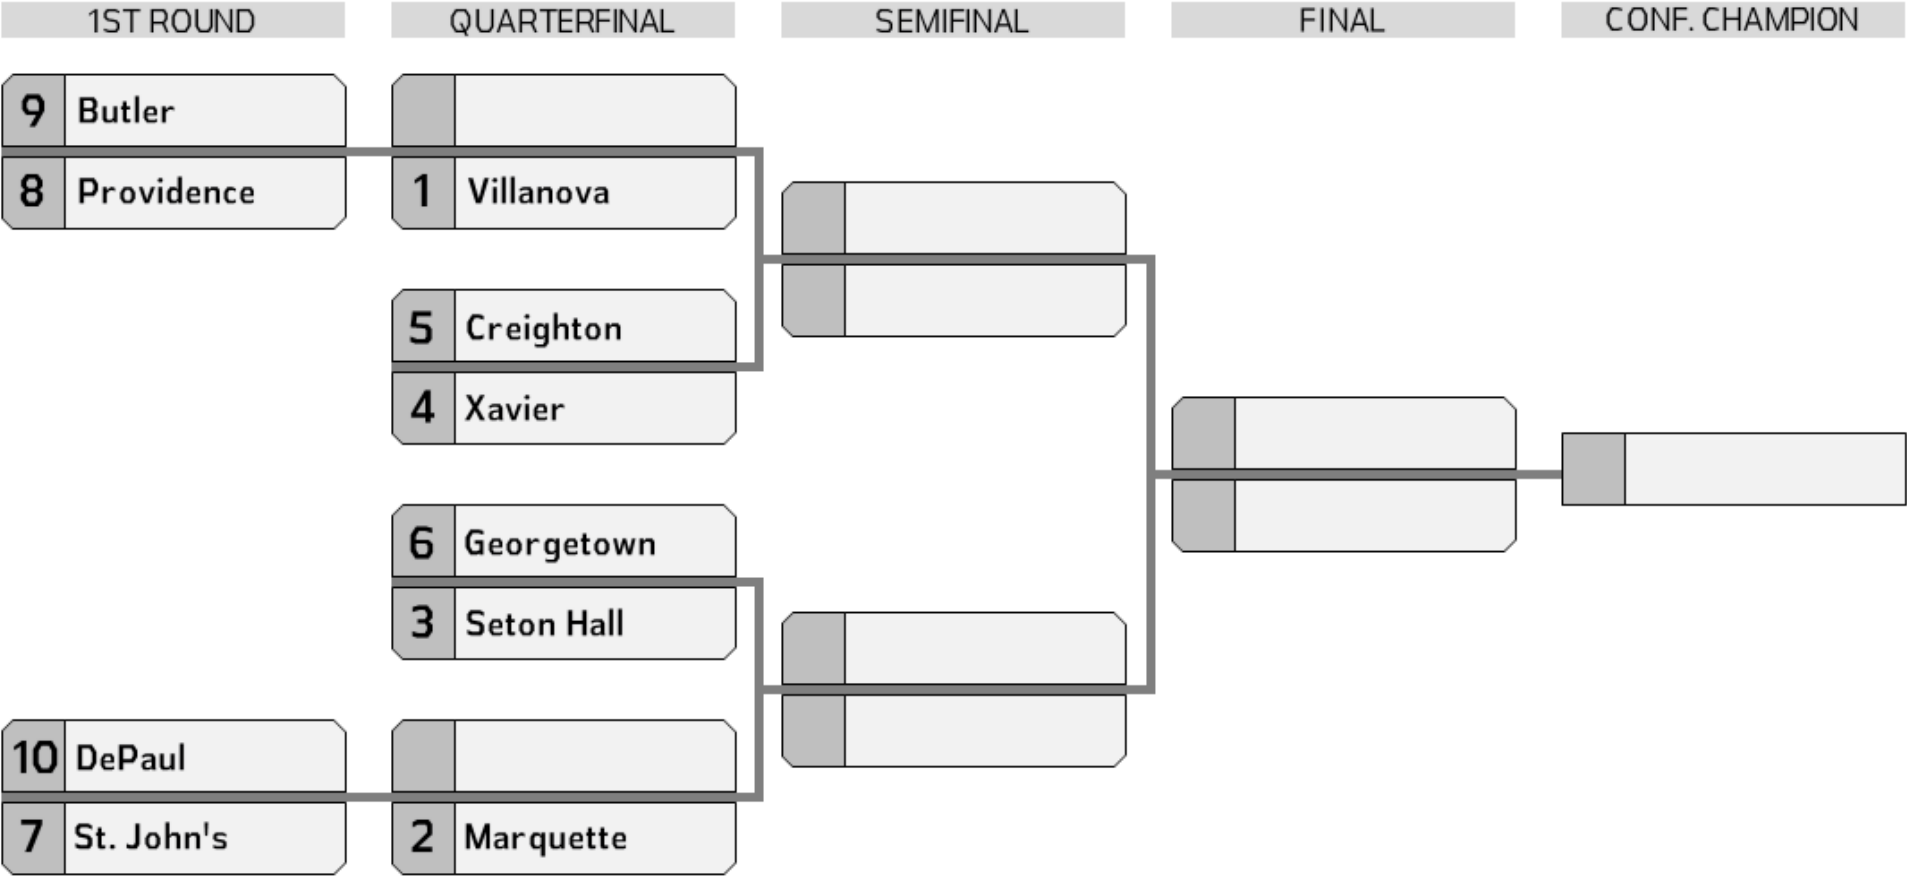 1ST ROUND
QUARTERFINAL
SEMIFINAL
FINAL
CONF. CHAMPION
9 Butler
8 Providence
1 Villanova
5 Creighton
4 Xavier
6 Georgetown
3 Seton Hall
10 DePaul
7 St. John's
2 Marquette